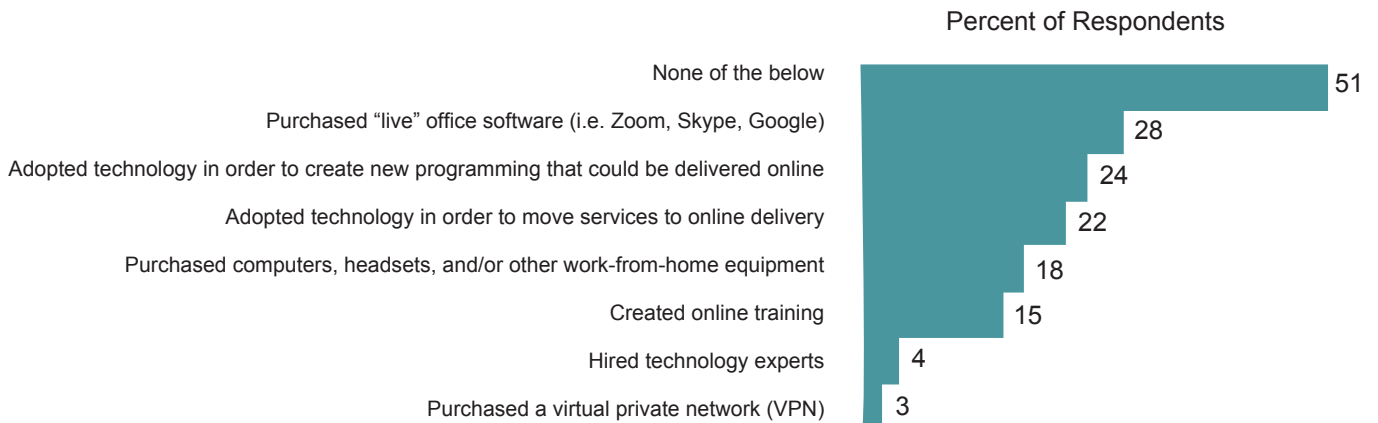 Percent of Respondents
None of the below 51
Purchased “live” office software (i.e. Zoom, Skype, Google) 28
Adopted technology in order to create new programming that could be delivered online 24
Adopted technology in order to move services to online delivery 22
Purchased computers, headsets, and/or other work-from-home equipment 18
Created online training 15
Hired technology experts 4
Purchased a virtual private network (VPN) 3